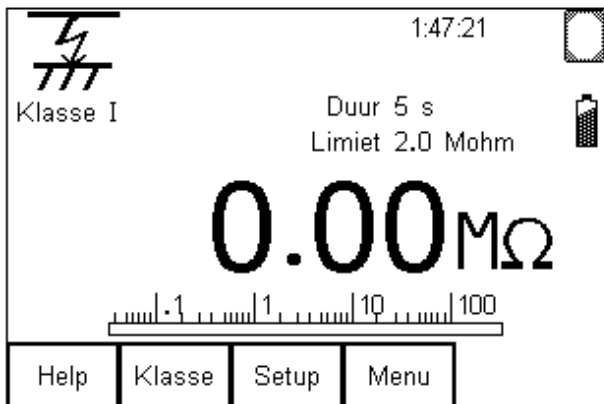 1:47:21
Klasse I
Duur 5 s
Limiet 2.0 Mohm
0.00MΩ
.1 1 10 100
Help Klasse Setup Menu